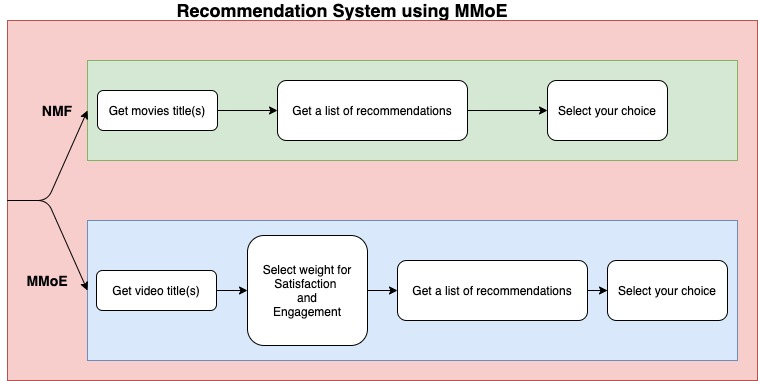 Recommendation System using MMoE
NMF
Get movies title(s)
Get a list of recommendations
Select your choice
MMoE
Get video title(s)
Select weight for
Satisfaction
and
Engagement
Get a list of recommendations
Select your choice